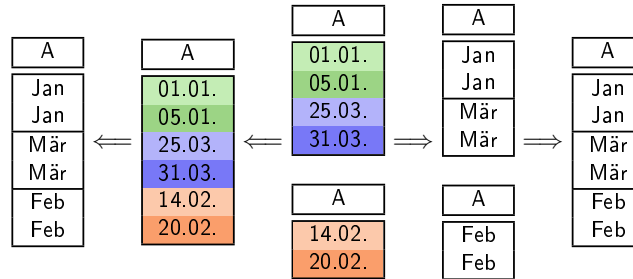 A
Jan
Jan
Mär
Mär
Feb
Feb
⟸
A
01.01.
05.01.
25.03.
31.03.
14.02.
20.02.
⟸
A
01.01.
05.01.
25.03.
31.03.
A
14.02.
20.02.
⟹
A
Jan
Jan
Mär
Mär
A
Feb
Feb
⟹
A
Jan
Jan
Mär
Mär
Feb
Feb